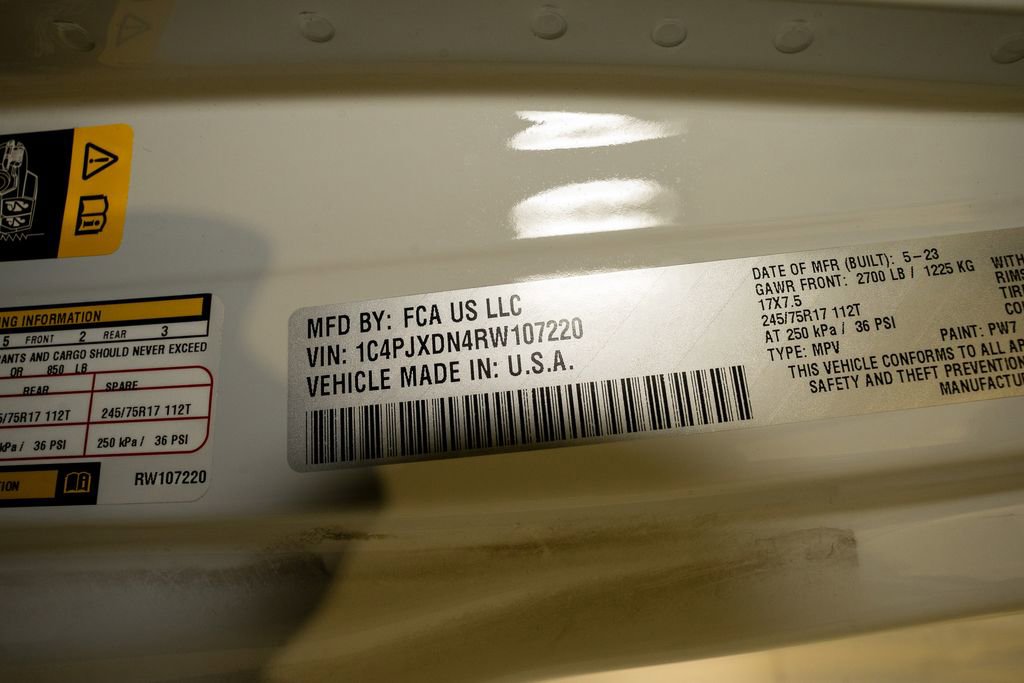 NG INFORMATION
5 FRONT 2 REAR 3
ANTS AND CARGO SHOULD NEVER EXCEED
OR 850 LB
REAR SPARE
5/75R17 112T 245/75R17 112T
kPa / 36 PSI 250 kPa / 36 PSI
TION
RW107220
MFD BY: FCA US LLC
VIN: 1C4PJXDN4RW107220
VEHICLE MADE IN: U.S.A.
DATE OF MFR (BUILT): 5-23
GAWR FRONT: 2700 LB / 1225 KG WITH
17X7.5 RIMS
245/75R17 112T TIRE
AT 250 kPa / 36 PSI CO
TYPE: MPV PAINT: PW7
THIS VEHICLE CONFORMS TO ALL AP
SAFETY AND THEFT PREVENTION
MANUFACTUR